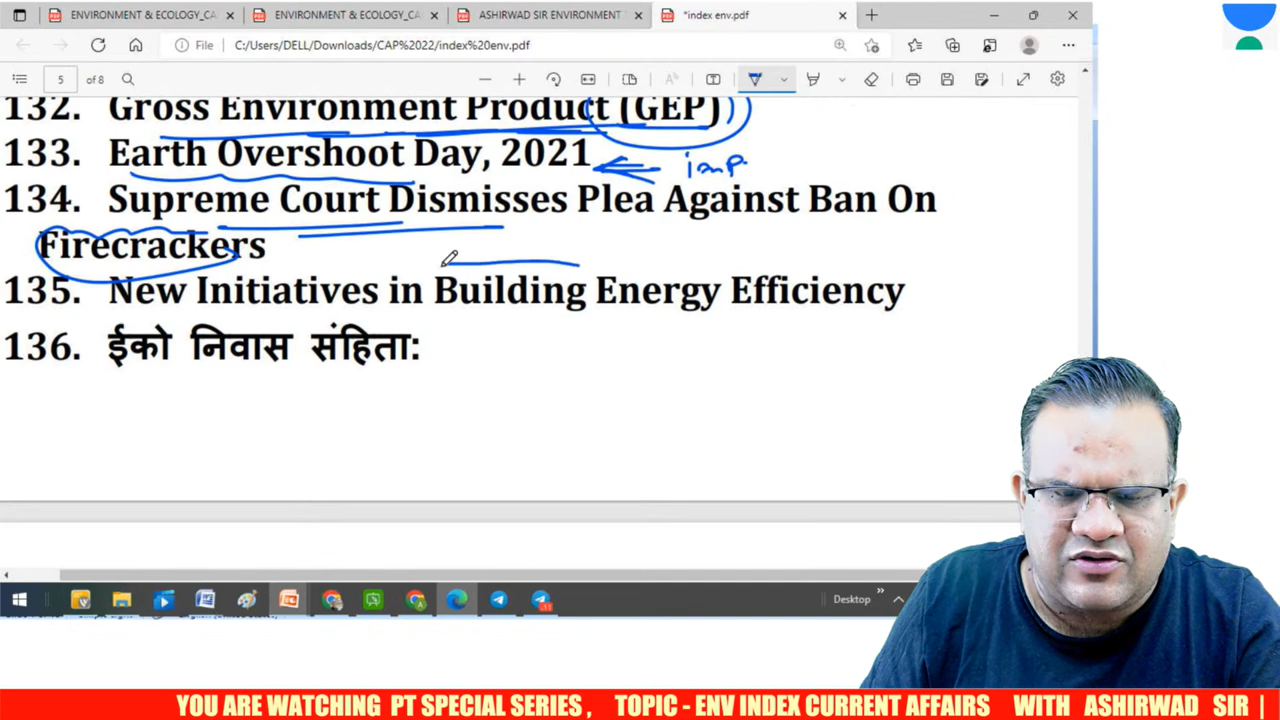 ENVIRONMENT & ECOLOGY_CA
ENVIRONMENT & ECOLOGY_CA
ASHIRWAD SIR ENVIRONMENT
*index env.pdf
File
C:/Users/DELL/Downloads/CAP%2022/index%20env.pdf
5 of 8
132. Gross Environment Product (GEP)
133. Earth Overshoot Day, 2021
imp.
134. Supreme Court Dismisses Plea Against Ban On
Firecrackers
135. New Initiatives in Building Energy Efficiency
136. ईको निवास संहिता:
Desktop
YOU ARE WATCHING PT SPECIAL SERIES , TOPIC - ENV INDEX CURRENT AFFAIRS WITH ASHIRWAD SIR |